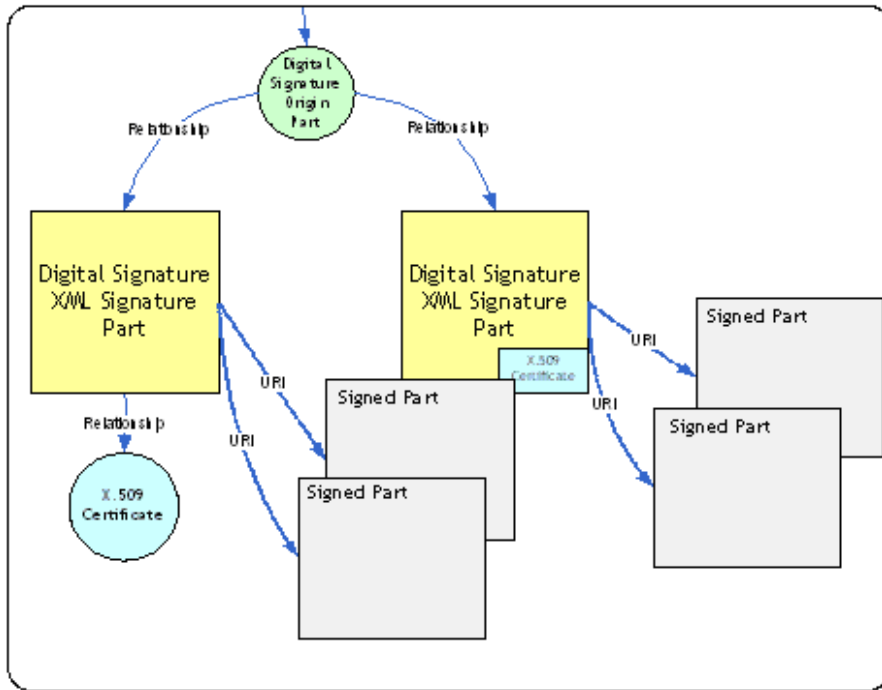 Digital
Signature
Origin
Part
Relationship
Relationship
Digital Signature
XML Signature
Part
Digital Signature
XML Signature
Part
Signed Part
URI
X.509
Certificate
URI
Signed Part
URI
URI
Signed Part
Relationship
Signed Part
X.509
Certificate